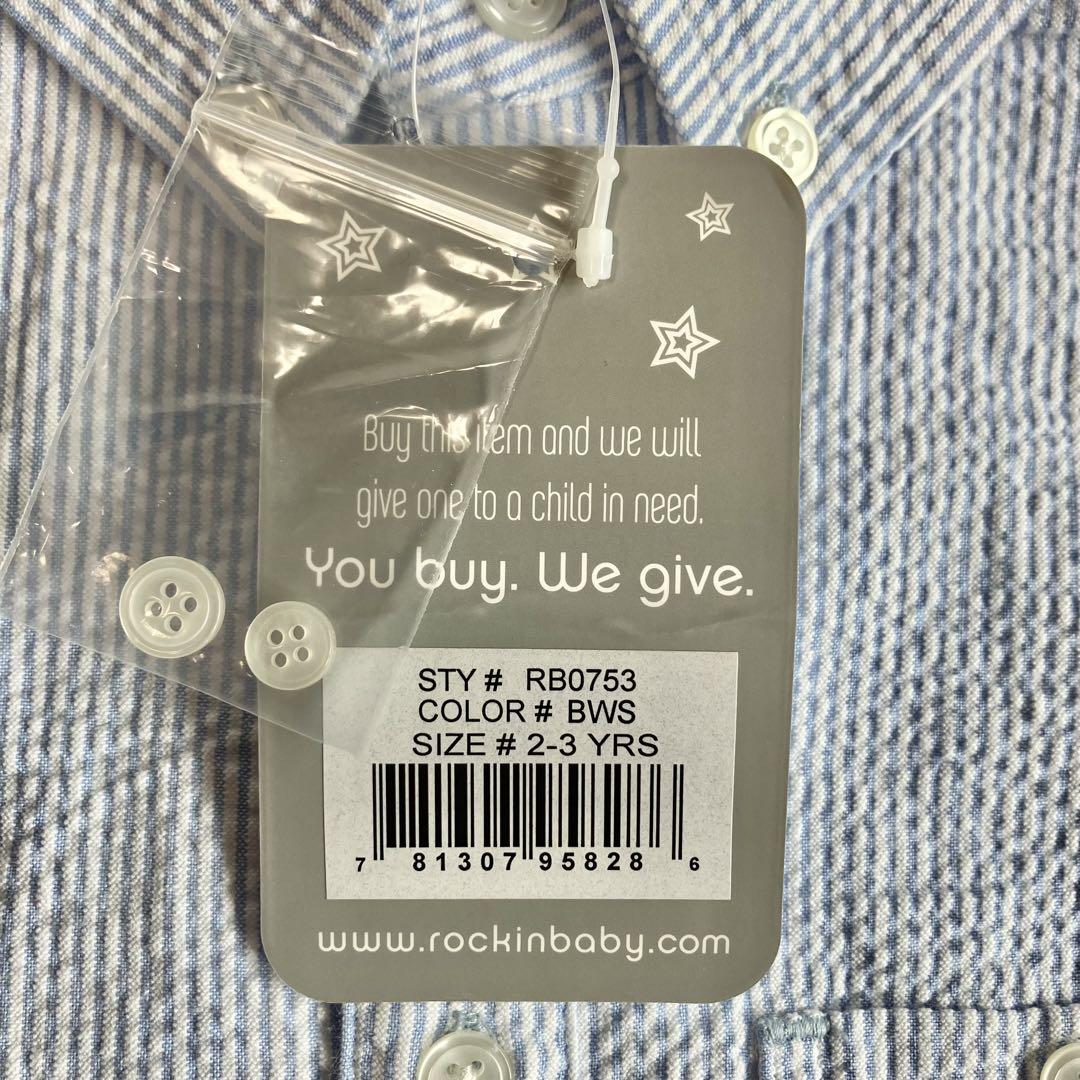 Buy this item and we will
give one to a child in need.
You buy. We give.
STY # RB0753
COLOR # BWS
SIZE # 2-3 YRS
7 81307 95828 6
www.rockinbaby.com